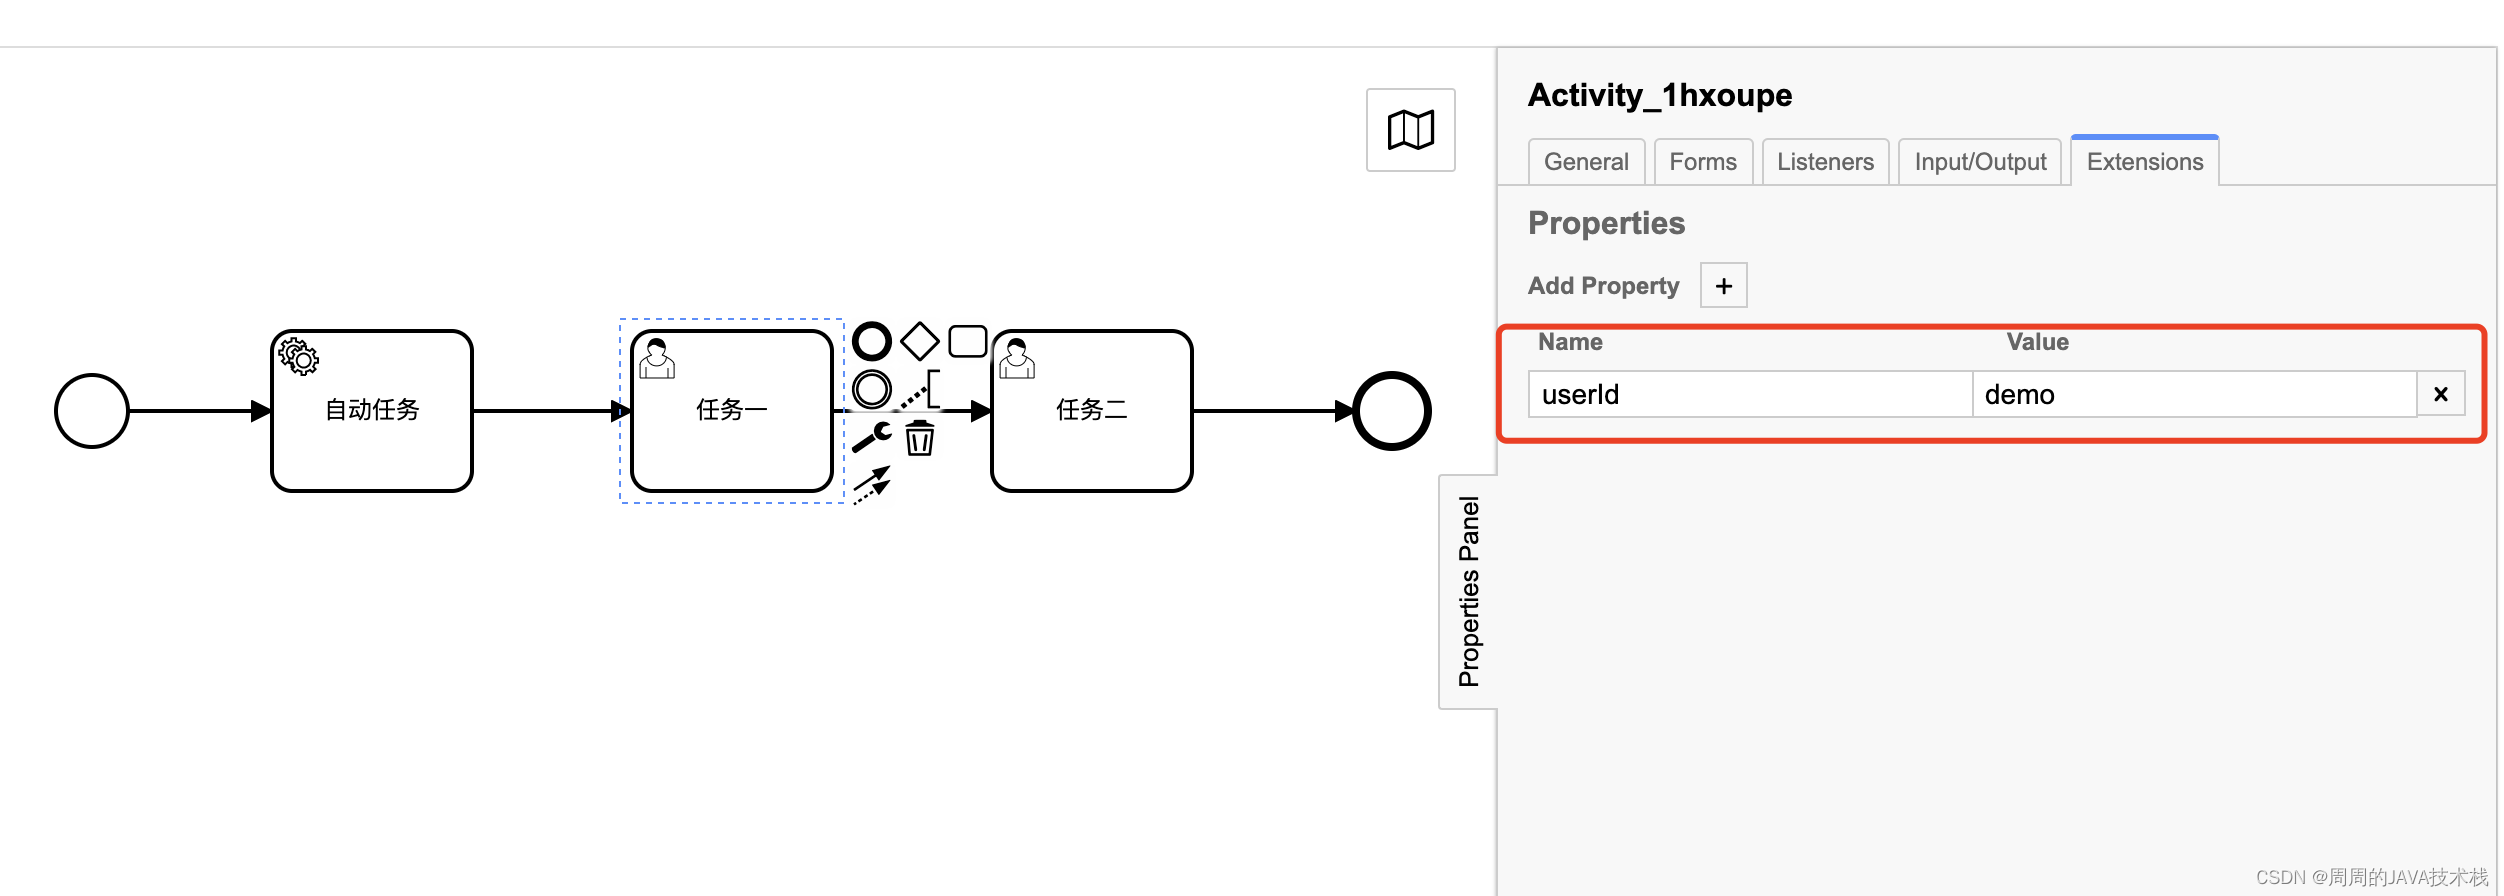 Activity_1hxoupe
General
Forms
Listeners
Input/Output
Extensions
Properties
Add Property +
Name Value
userId demo
自动任务
任务一
任务二
Properties Panel
CSDN @周周的JAVA技术栈